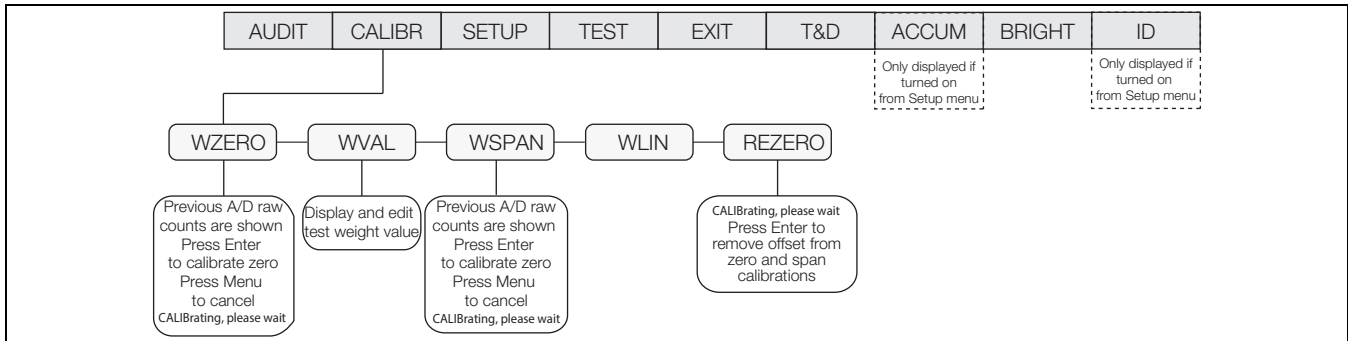 AUDIT CALIBR SETUP TEST EXIT T&D ACCUM BRIGHT ID
Only displayed if
turned on
from Setup menu
Only displayed if
turned on
from Setup menu
WZERO WVAL WSPAN WLIN REZERO
Previous A/D raw
counts are shown
Press Enter
to calibrate zero
Press Menu
to cancel
CALIBrating, please wait
Display and edit
test weight value
Previous A/D raw
counts are shown
Press Enter
to calibrate zero
Press Menu
to cancel
CALIBrating, please wait
CALIBrating, please wait
Press Enter to
remove offset from
zero and span
calibrations